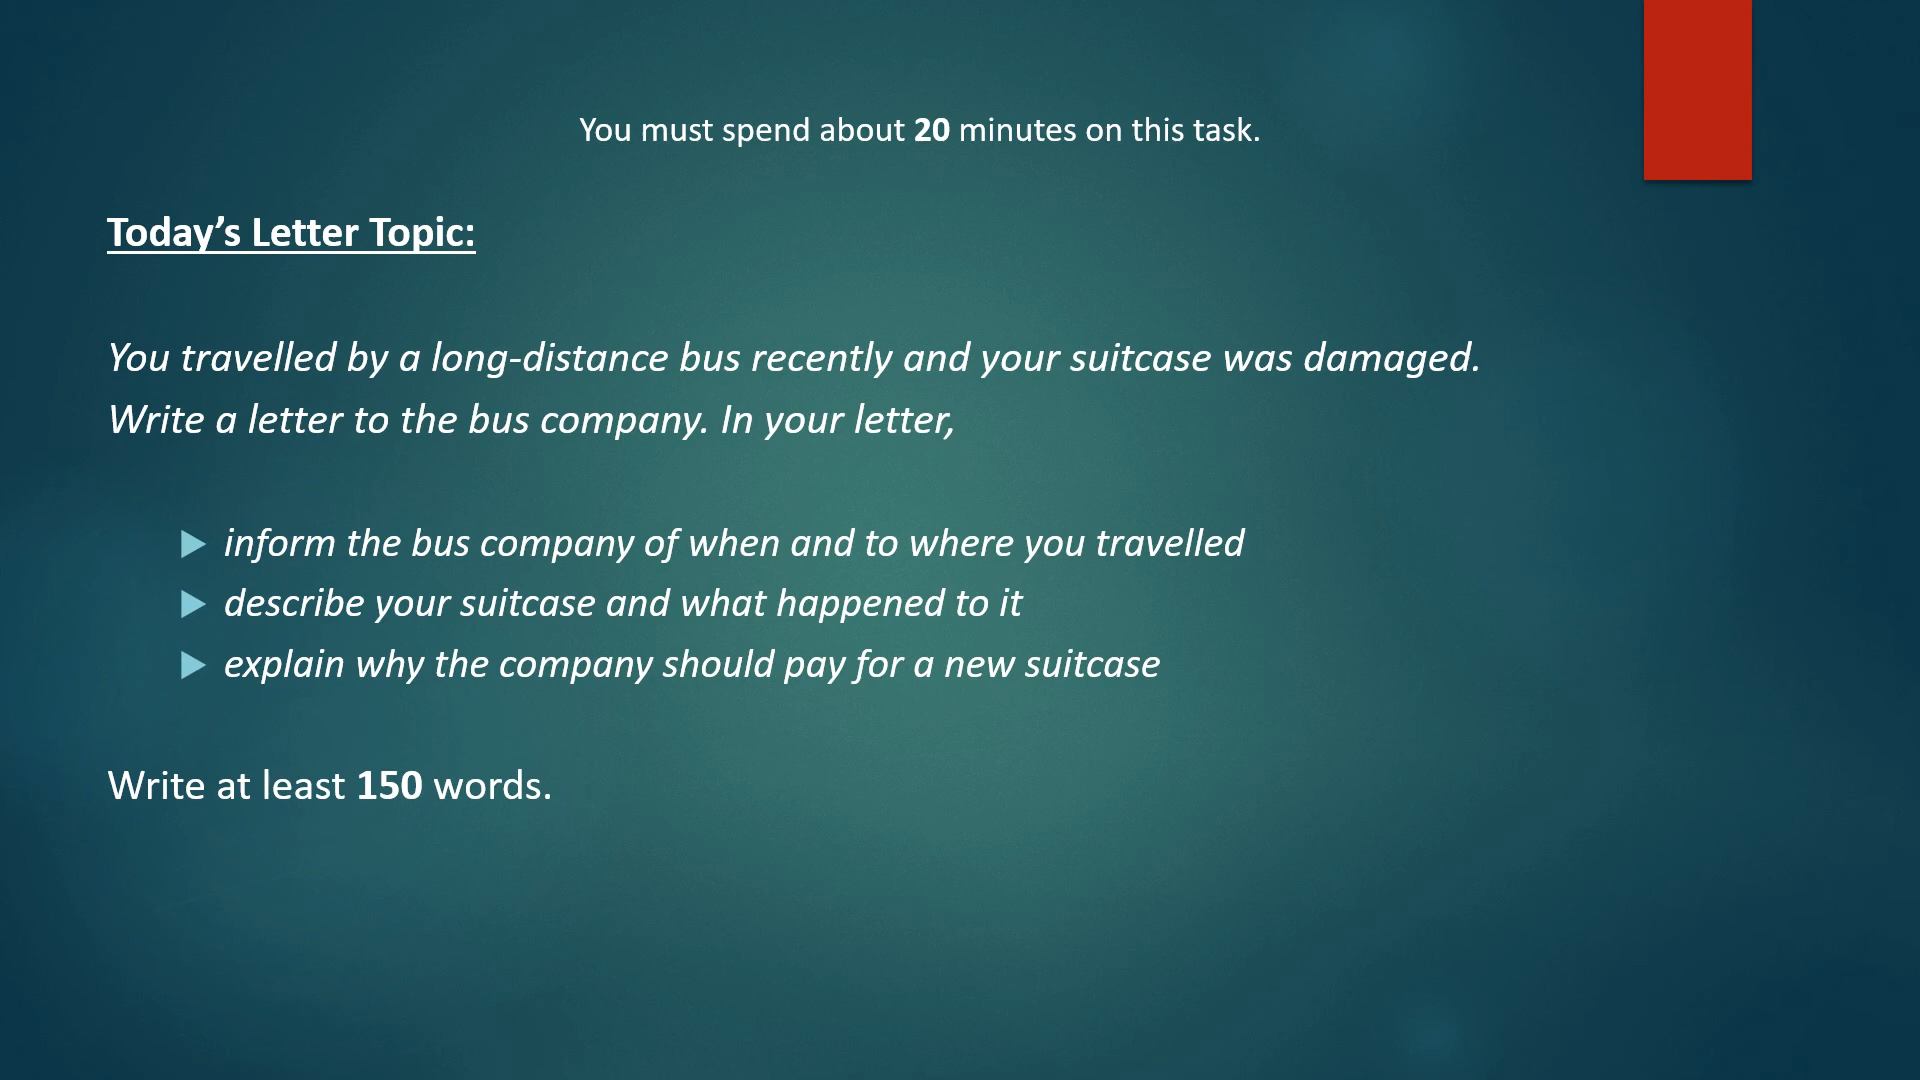 You must spend about 20 minutes on this task.
Today’s Letter Topic:
You travelled by a long-distance bus recently and your suitcase was damaged.
Write a letter to the bus company. In your letter,
inform the bus company of when and to where you travelled
describe your suitcase and what happened to it
explain why the company should pay for a new suitcase
Write at least 150 words.